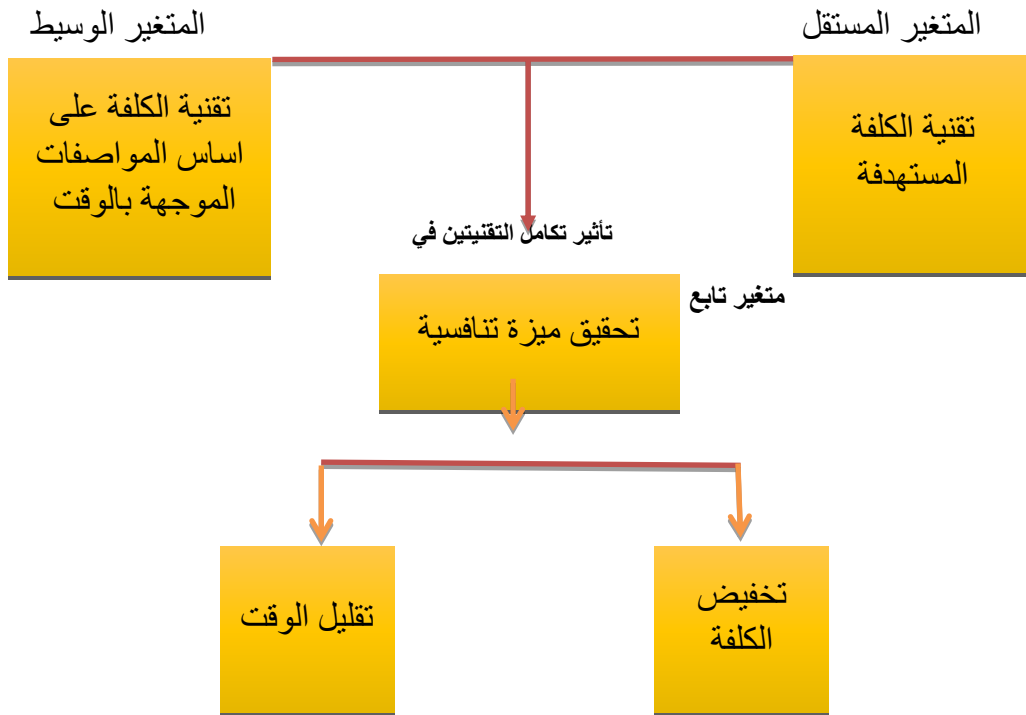 المتغير المستقل
المتغير الوسيط
تقنية الكلفة
المستهدفة
تقنية الكلفة على
اساس المواصفات
الموجهة بالوقت
تأثير تكامل التقنيتين في
متغير تابع
تحقيق ميزة تنافسية
تخفيض
الكلفة
تقليل الوقت